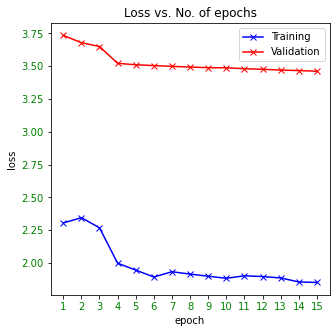 Loss vs. No. of epochs
Training
Validation
3.75
3.50
3.25
3.00
2.75
2.50
2.25
2.00
loss
1 2 3 4 5 6 7 8 9 10 11 12 13 14 15
epoch